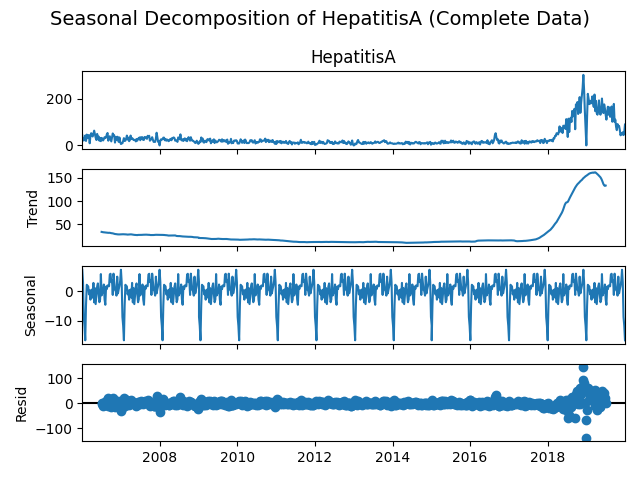 Seasonal Decomposition of HepatitisA (Complete Data)
HepatitisA
200
0
Trend
150
100
50
Seasonal
0
−10
Resid
100
0
−100
2008 2010 2012 2014 2016 2018